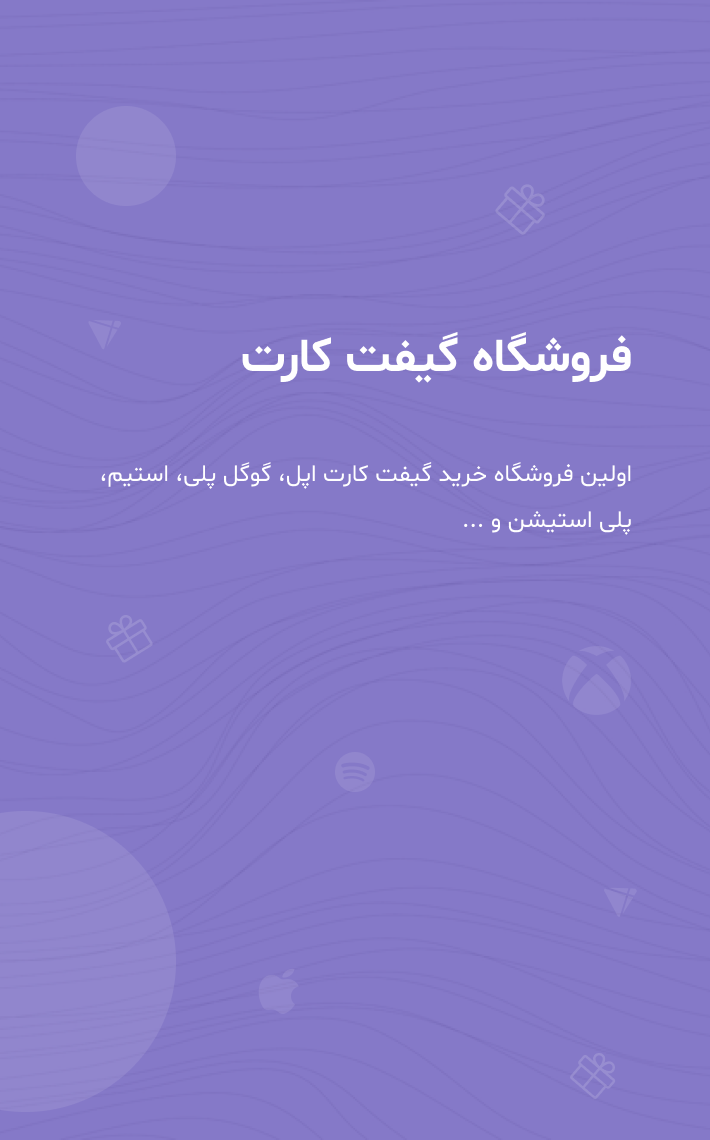 فروشگاه گیفت کارت
اولین فروشگاه خرید گیفت کارت اپل، گوگل پلی، استیم،
پلی استیشن و ...